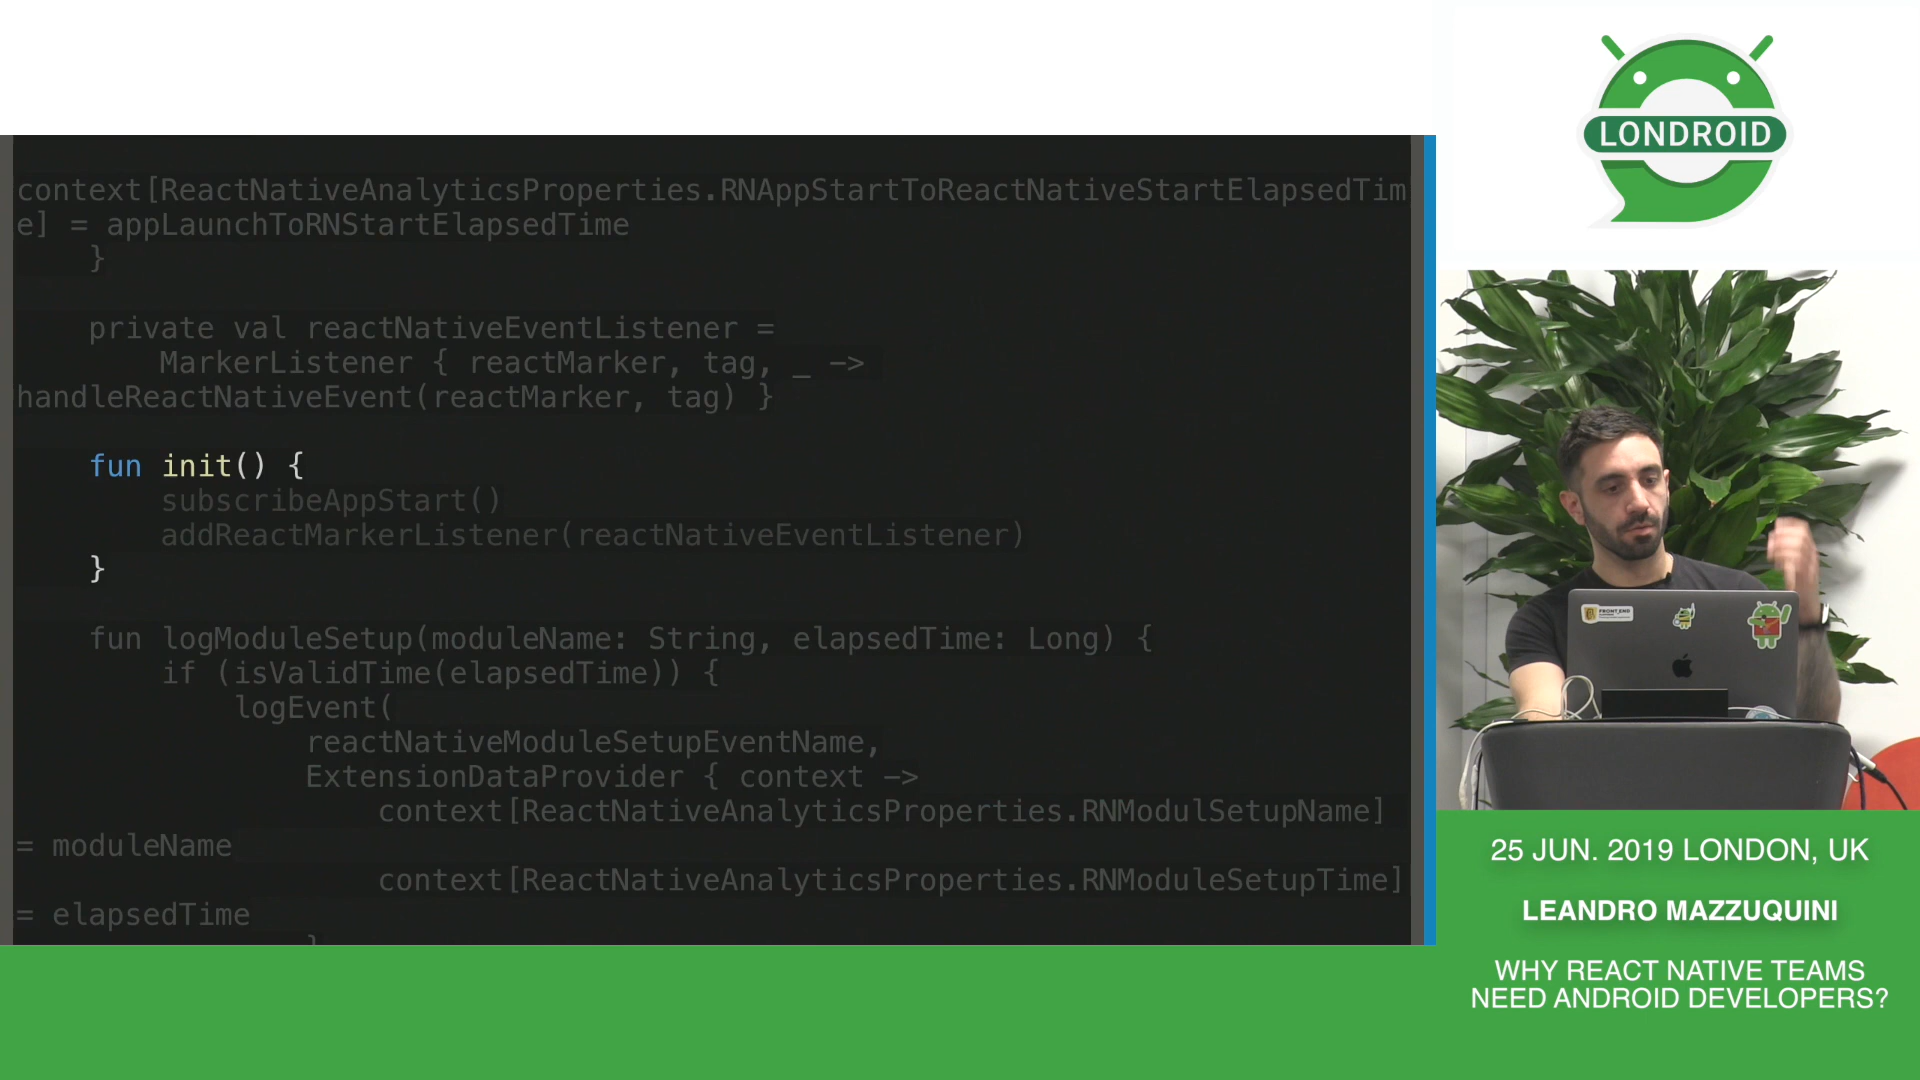 context[ReactNativeAnalyticsProperties.RNAppStartToReactNativeStartElapsedTim
e] = appLaunchToRNStartElapsedTime
}
private val reactNativeEventListener =
MarkerListener { reactMarker, tag, _ ->
handleReactNativeEvent(reactMarker, tag) }
fun init() {
subscribeAppStart()
addReactMarkerListener(reactNativeEventListener)
}
fun logModuleSetup(moduleName: String, elapsedTime: Long) {
if (isValidTime(elapsedTime)) {
logEvent(
reactNativeModuleSetupEventName,
ExtensionDataProvider { context ->
context[ReactNativeAnalyticsProperties.RNModulSetupName]
= moduleName
context[ReactNativeAnalyticsProperties.RNModuleSetupTime]
= elapsedTime
}
LONDROID
FRONT END
25 JUN. 2019 LONDON, UK
LEANDRO MAZZUQUINI
WHY REACT NATIVE TEAMS
NEED ANDROID DEVELOPERS?